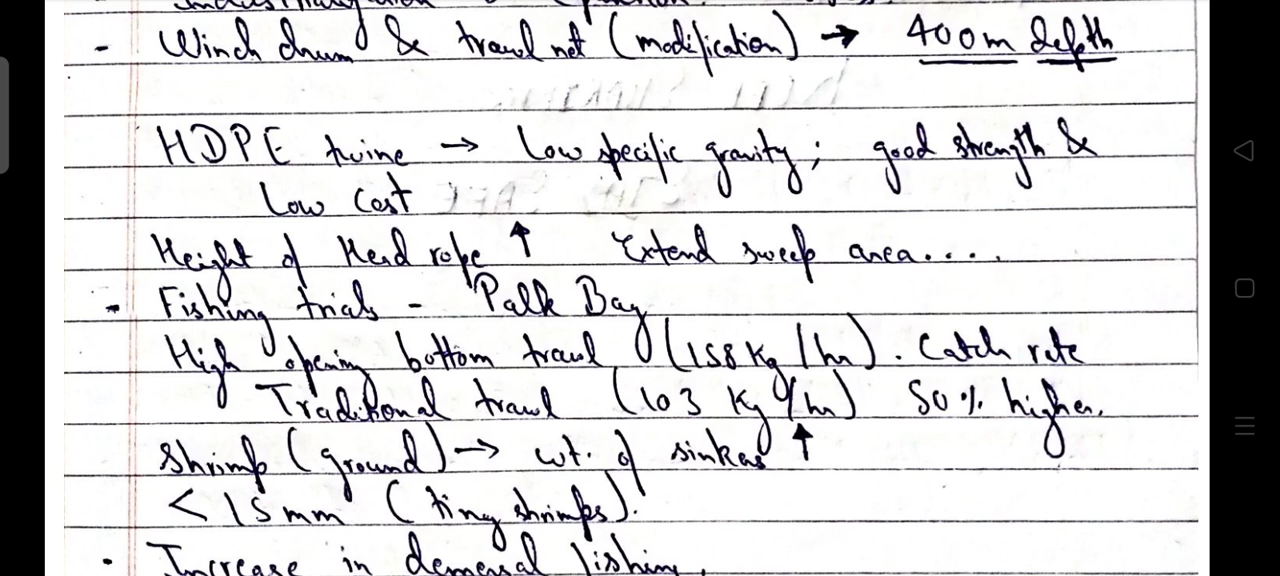 - Winch drum & trawl net (modification) → 400m depth
HDPE twine → Low specific gravity; good strength &
Low cost
Height of Head rope ↑ Extend sweep area....
- Fishing trials - Palk Bay
High opening bottom trawl (158 Kg/hr). Catch rate
Traditional trawl (103 Kg/hr) 50% higher.
Shrimp (ground) → wt. of sinkers ↑
< 15 mm (tiny shrimps).
• Increase in demersal fishing.